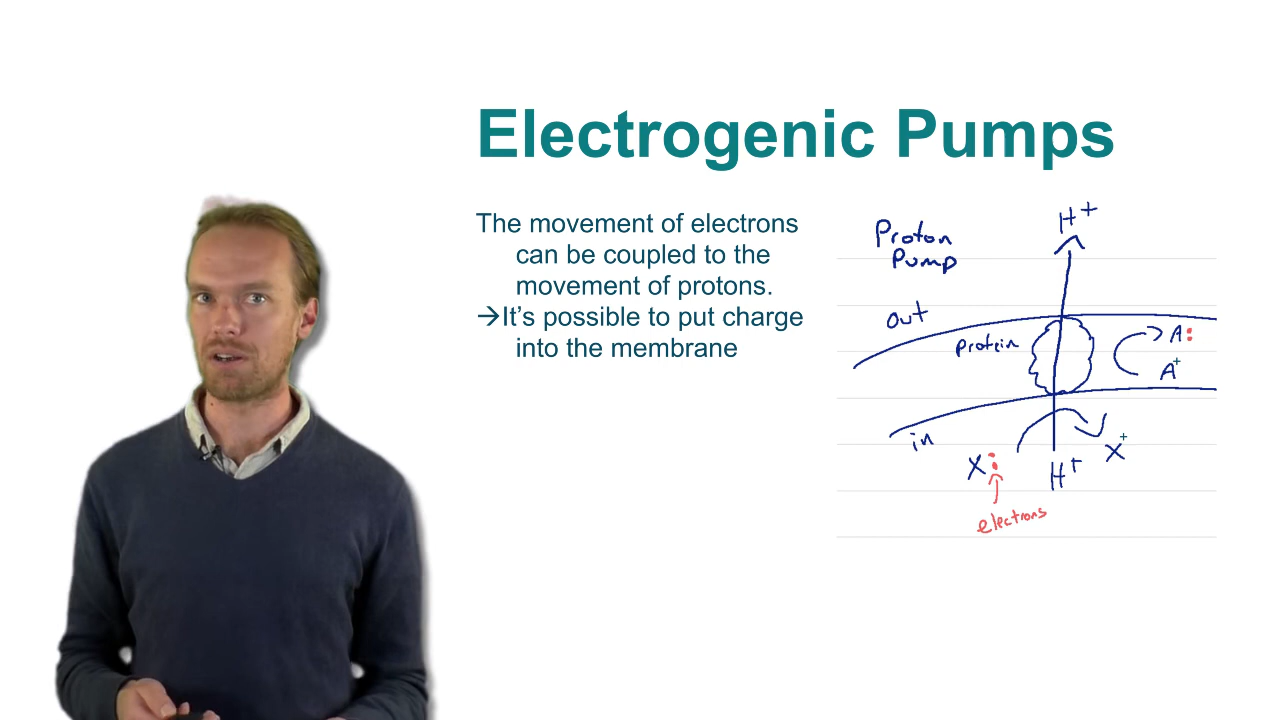 Electrogenic Pumps
The movement of electrons
can be coupled to the
movement of protons.
→It's possible to put charge
into the membrane
H+
Proton
Pump
out
protein
A:
A+
in
X:
H+
X+
electrons